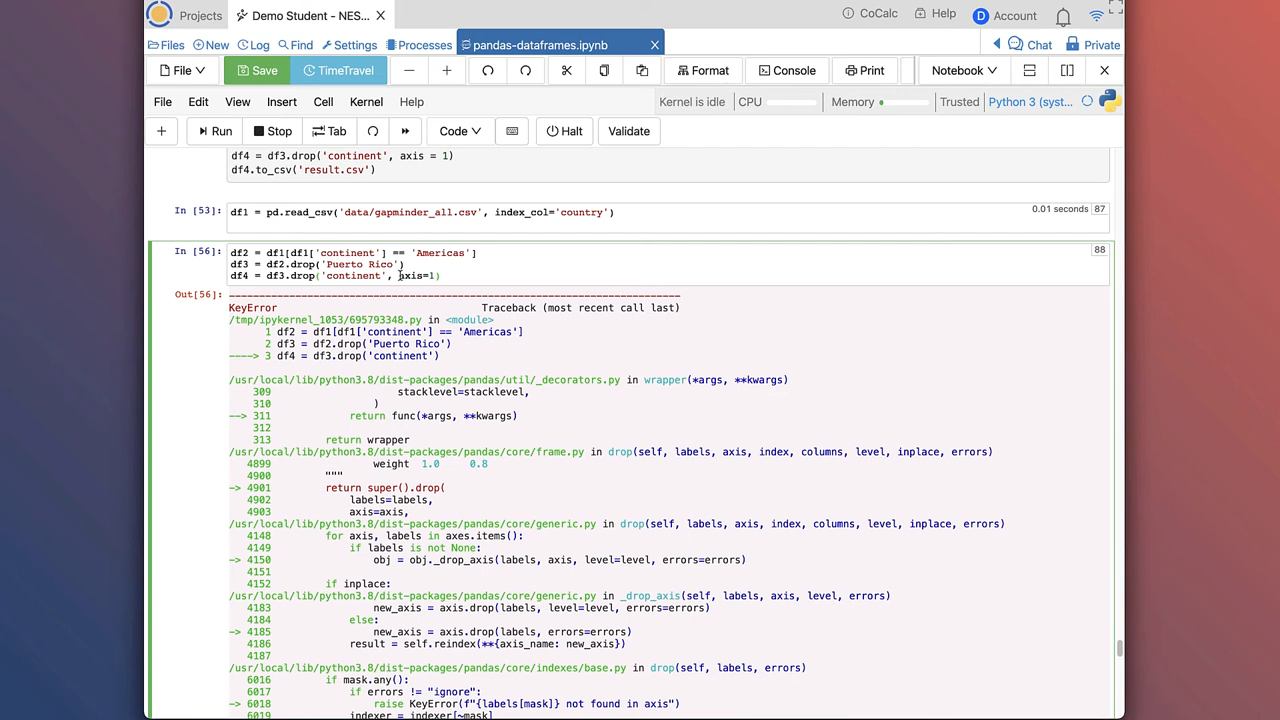 Projects Demo Student - NES...
CoCalc Help Account
Files New Log Find Settings Processes pandas-dataframes.ipynb Chat Private
File Save TimeTravel Format Console Print Notebook
File Edit View Insert Cell Kernel Help Kernel is idle CPU Memory Trusted Python 3 (syst...
Run Stop Tab Code Halt Validate
df4 = df3.drop('continent', axis = 1)
df4.to_csv('result.csv')
In [53]: df1 = pd.read_csv('data/gapminder_all.csv', index_col='country') 0.01 seconds 87
In [56]: df2 = df1[df1['continent'] == 'Americas'] 88
df3 = df2.drop('Puerto Rico')
df4 = df3.drop('continent', axis=1)
Out[56]: ---------------------------------------------------------------------------
KeyError Traceback (most recent call last)
/tmp/ipykernel_1053/695793348.py in <module>
1 df2 = df1[df1['continent'] == 'Americas']
2 df3 = df2.drop('Puerto Rico')
----> 3 df4 = df3.drop('continent')
/usr/local/lib/python3.8/dist-packages/pandas/util/_decorators.py in wrapper(*args, **kwargs)
309 stacklevel=stacklevel,
310 )
--> 311 return func(*args, **kwargs)
312
313 return wrapper
/usr/local/lib/python3.8/dist-packages/pandas/core/frame.py in drop(self, labels, axis, index, columns, level, inplace, errors)
4899 weight 1.0 0.8
4900 """
-> 4901 return super().drop(
4902 labels=labels,
4903 axis=axis,
/usr/local/lib/python3.8/dist-packages/pandas/core/generic.py in drop(self, labels, axis, index, columns, level, inplace, errors)
4148 for axis, labels in axes.items():
4149 if labels is not None:
-> 4150 obj = obj._drop_axis(labels, axis, level=level, errors=errors)
4151
4152 if inplace:
/usr/local/lib/python3.8/dist-packages/pandas/core/generic.py in _drop_axis(self, labels, axis, level, errors)
4183 new_axis = axis.drop(labels, level=level, errors=errors)
4184 else:
-> 4185 new_axis = axis.drop(labels, errors=errors)
4186 result = self.reindex(**{axis_name: new_axis})
4187
/usr/local/lib/python3.8/dist-packages/pandas/core/indexes/base.py in drop(self, labels, errors)
6016 if mask.any():
6017 if errors != "ignore":
-> 6018 raise KeyError(f"{labels[mask]} not found in axis")
6019 indexer = indexer[~mask]